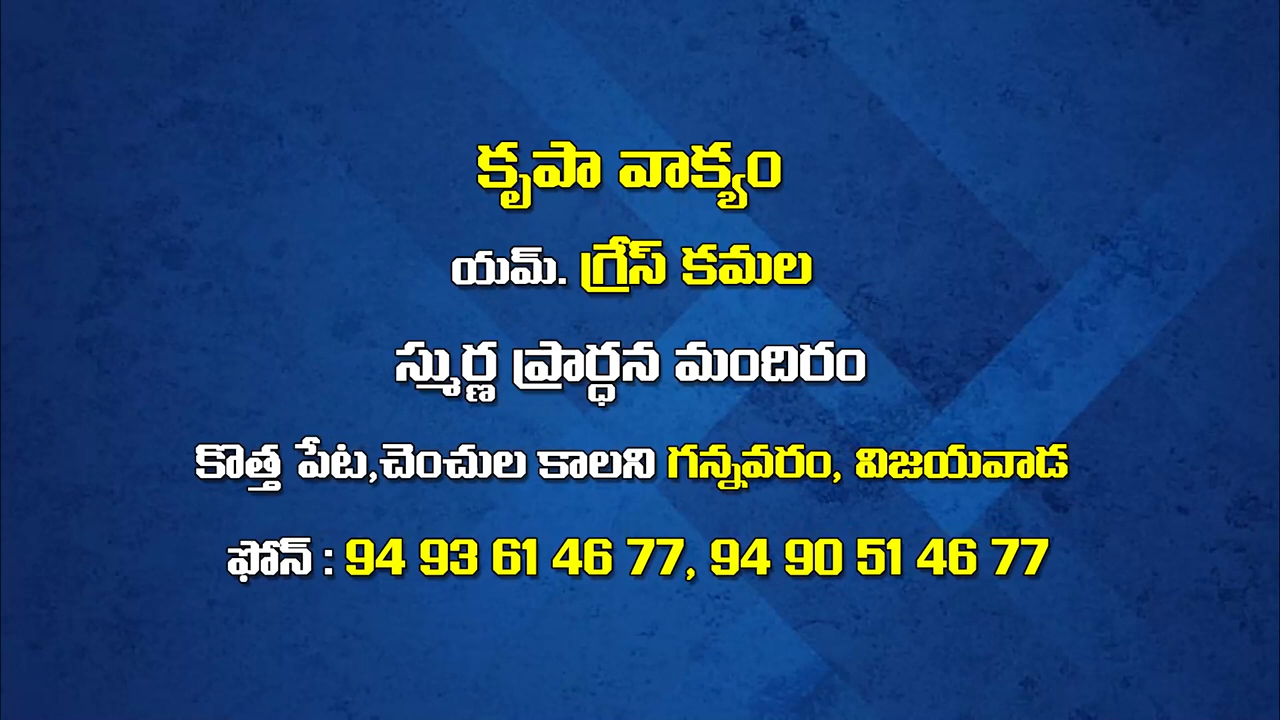 కృపా వాక్యం
యమ్. గ్రేస్ కమల
స్ముర్ణ ప్రార్ధన మందిరం
కొత్త పేట,చెంచుల కాలని గన్నవరం, విజయవాడ
ఫోన్ : 94 93 61 46 77, 94 90 51 46 77